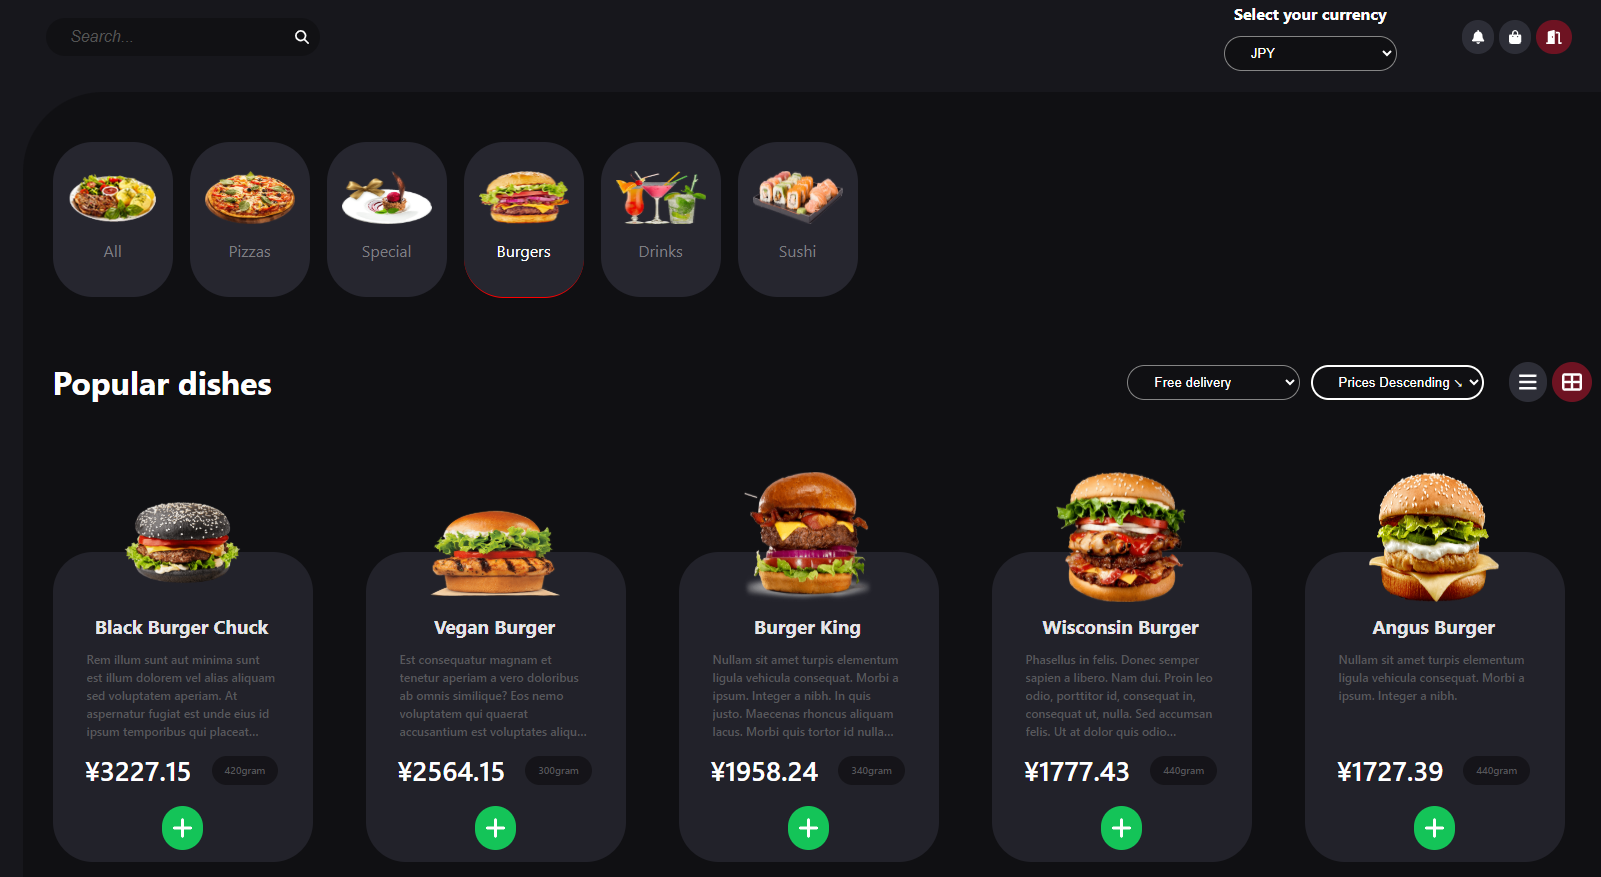 Search...
Select your currency
JPY
All
Pizzas
Special
Burgers
Drinks
Sushi
Popular dishes
Free delivery
Prices Descending ↘
Black Burger Chuck
Rem illum sunt aut minima sunt
est illum dolorem vel alias aliquam
sed voluptatem aperiam. At
aspernatur fugiat est unde eius id
ipsum temporibus qui placeat...
¥3227.15
420gram
Vegan Burger
Est consequatur magnam et
tenetur aperiam a vero doloribus
ab omnis similique? Eos nemo
voluptatem qui quaerat
accusantium est voluptates aliqu...
¥2564.15
300gram
Burger King
Nullam sit amet turpis elementum
ligula vehicula consequat. Morbi a
ipsum. Integer a nibh. In quis
justo. Maecenas rhoncus aliquam
lacus. Morbi quis tortor id nulla...
¥1958.24
340gram
Wisconsin Burger
Phasellus in felis. Donec semper
sapien a libero. Nam dui. Proin leo
odio, porttitor id, consequat in,
consequat ut, nulla. Sed accumsan
felis. Ut at dolor quis odio...
¥1777.43
440gram
Angus Burger
Nullam sit amet turpis elementum
ligula vehicula consequat. Morbi a
ipsum. Integer a nibh.
¥1727.39
440gram